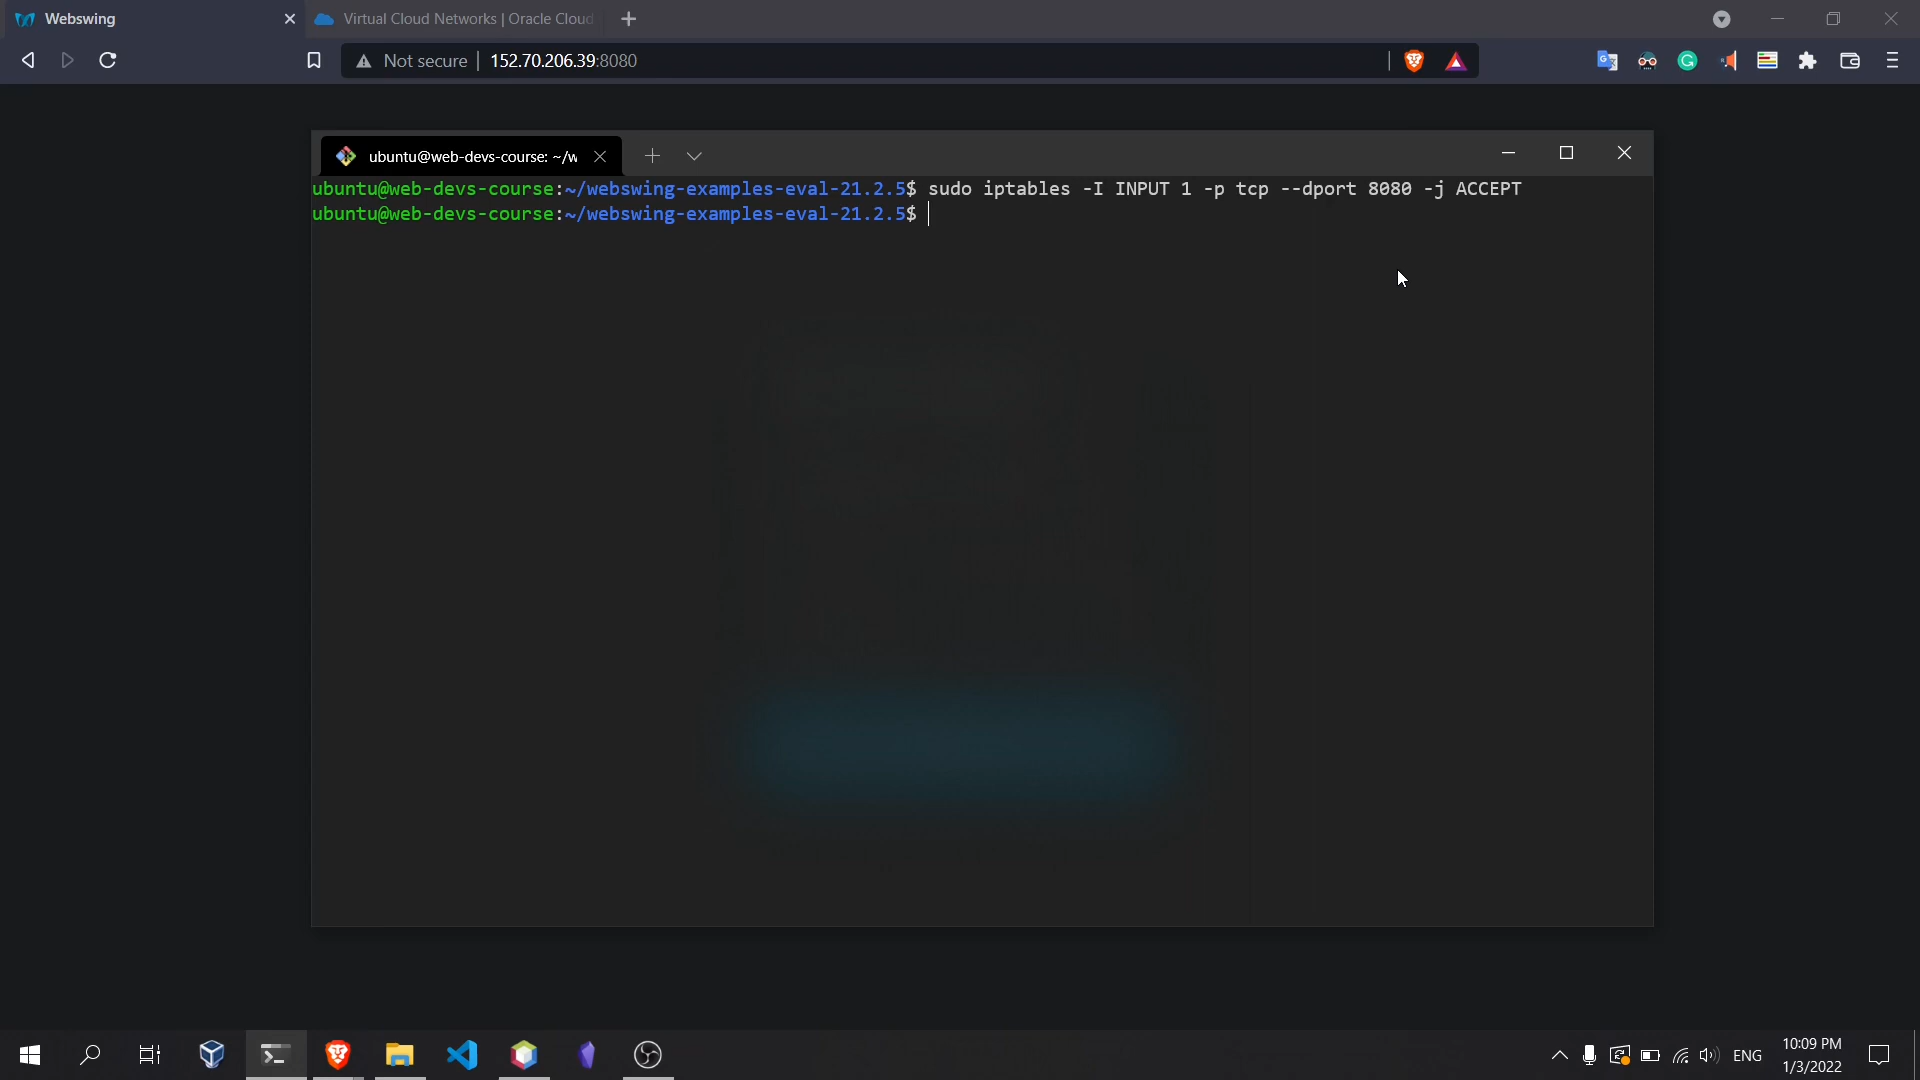 Webswing
Virtual Cloud Networks | Oracle Cloud
Not secure
152.70.206.39:8080
ubuntu@web-devs-course: ~/w
ubuntu@web-devs-course:~/webswing-examples-eval-21.2.5$ sudo iptables -I INPUT 1 -p tcp --dport 8080 -j ACCEPT
ubuntu@web-devs-course:~/webswing-examples-eval-21.2.5$
ENG
10:09 PM
1/3/2022